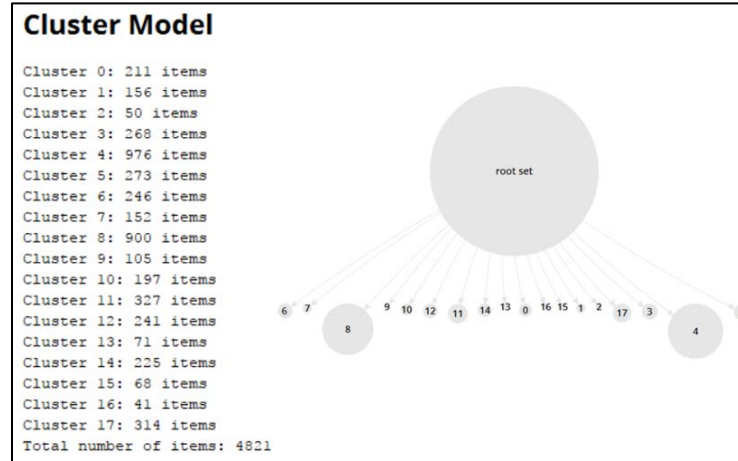 Cluster Model
Cluster 0: 211 items
Cluster 1: 156 items
Cluster 2: 50 items
Cluster 3: 268 items
Cluster 4: 976 items
Cluster 5: 273 items
Cluster 6: 246 items
Cluster 7: 152 items
Cluster 8: 900 items
Cluster 9: 105 items
Cluster 10: 197 items
Cluster 11: 327 items
Cluster 12: 241 items
Cluster 13: 71 items
Cluster 14: 225 items
Cluster 15: 68 items
Cluster 16: 41 items
Cluster 17: 314 items
Total number of items: 4821
root set
6 7 8 9 10 12 11 14 13 0 16 15 1 2 17 3 4